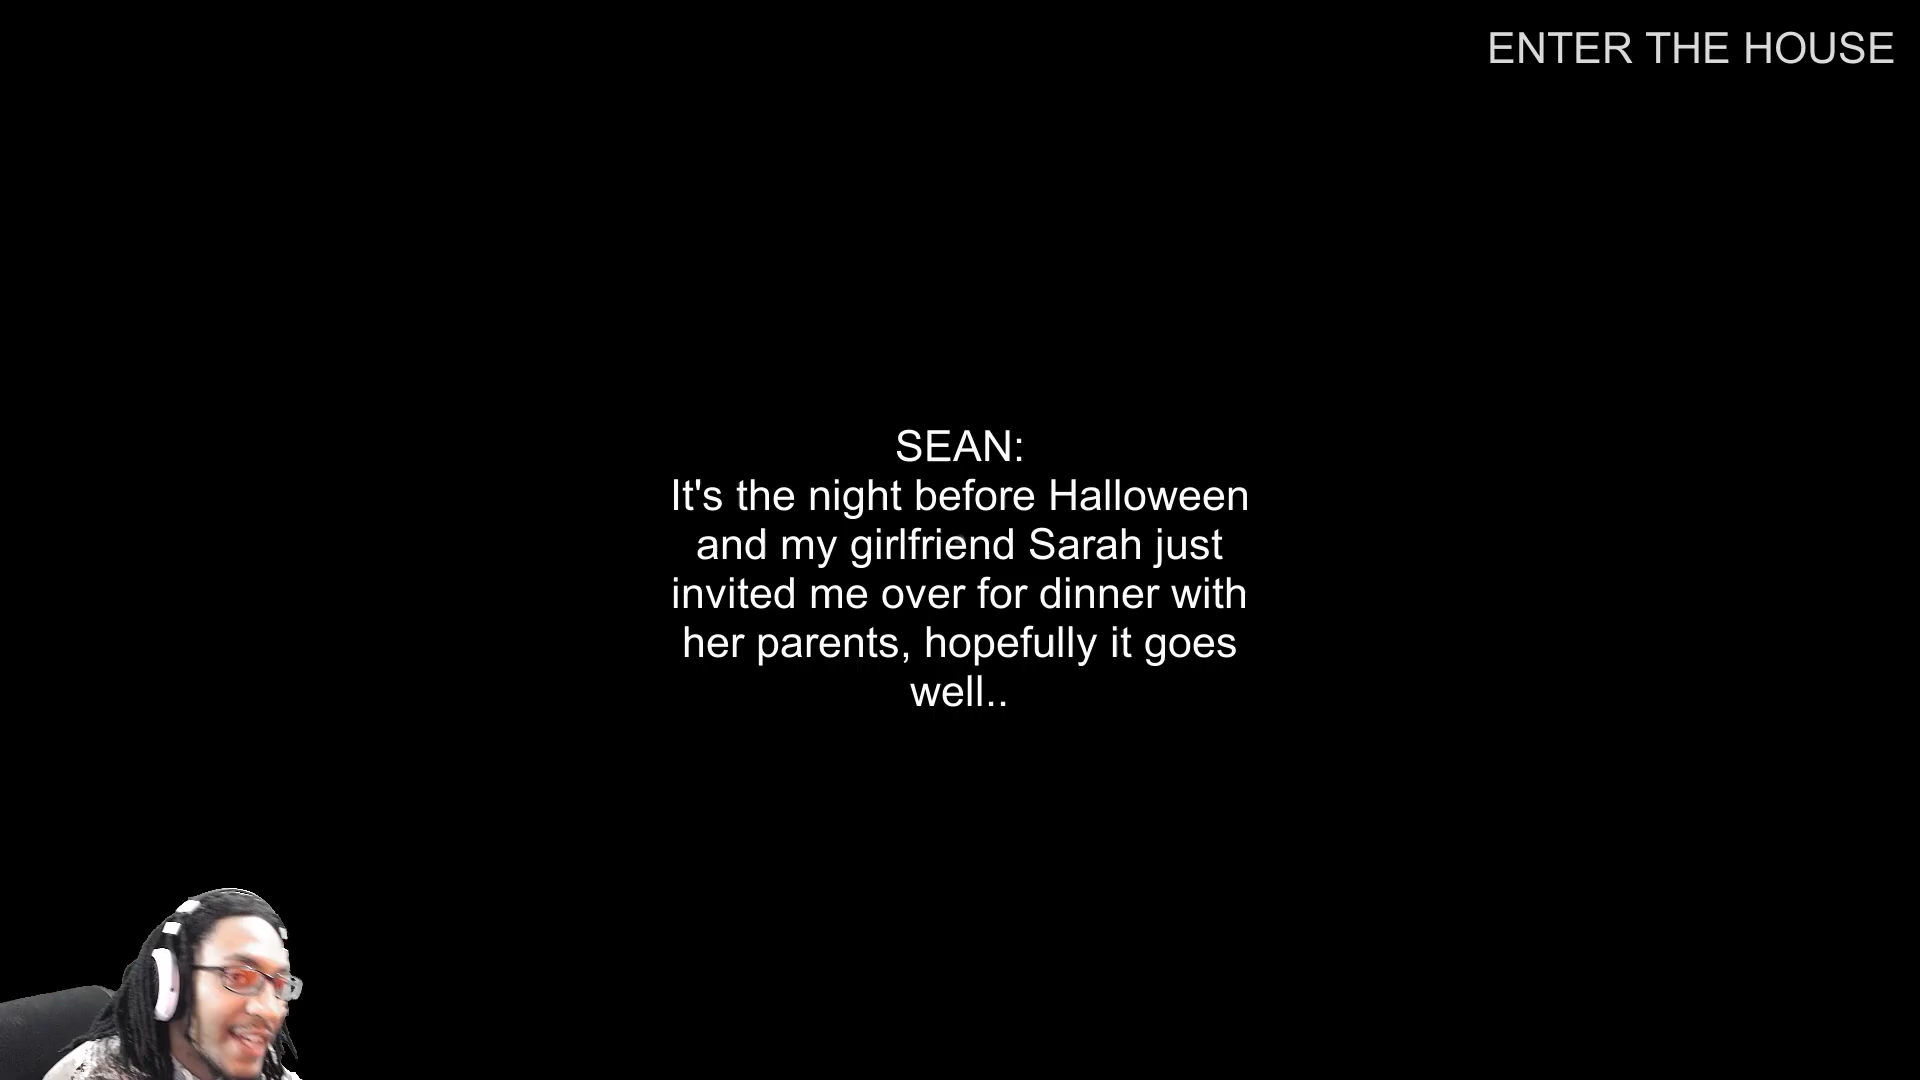 ENTER THE HOUSE
SEAN:
It's the night before Halloween
and my girlfriend Sarah just
invited me over for dinner with
her parents, hopefully it goes
well..